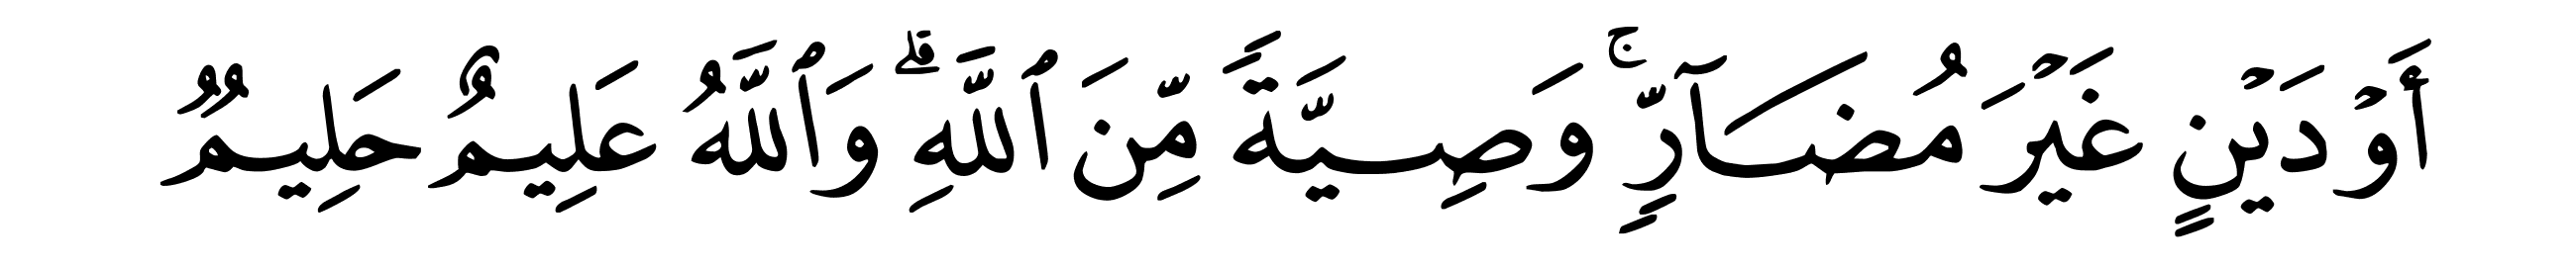 أَوۡ دَيۡنٍ غَيۡرَ مُضَآرّٖۚ وَصِيَّةٗ مِّنَ ٱللَّهِۗ وَٱللَّهُ عَلِيمٌ حَلِيمٞ